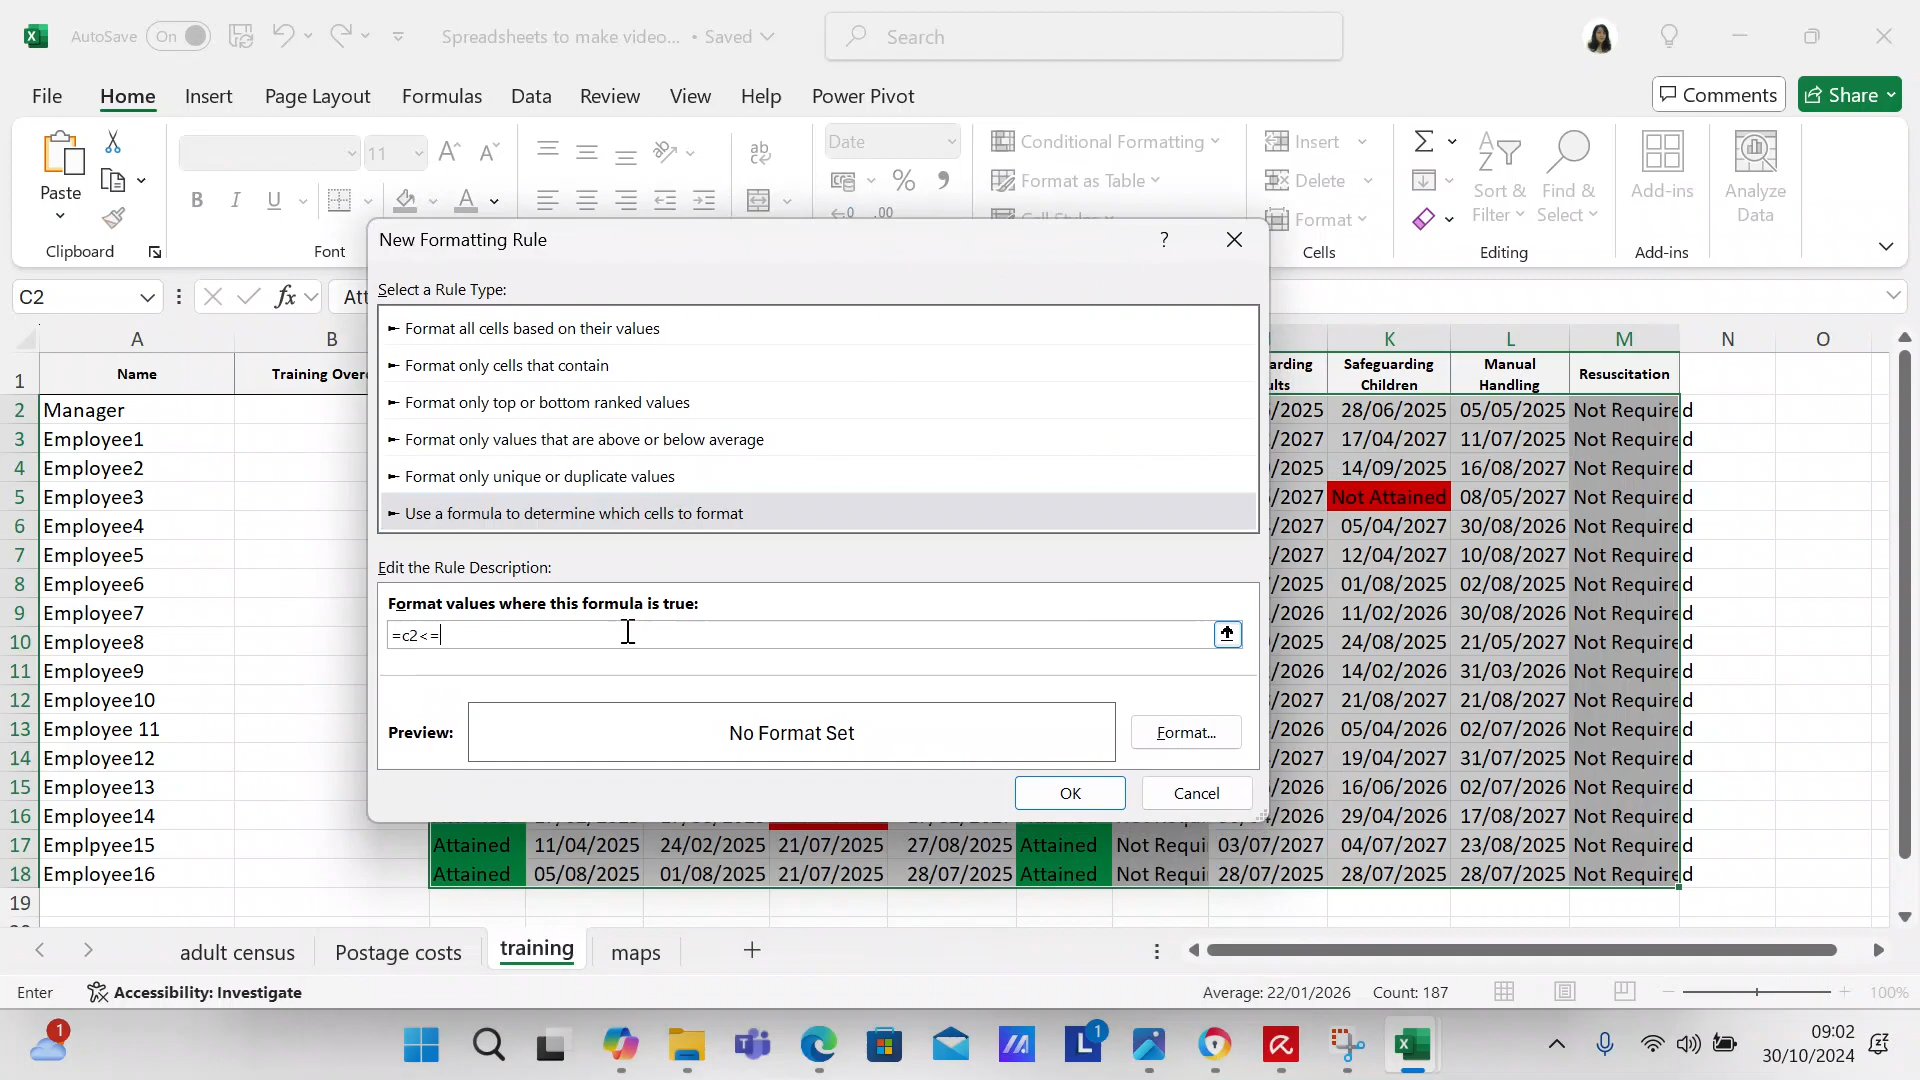 AutoSave On Spreadsheets to make video... • Saved Search
File Home Insert Page Layout Formulas Data Review View Help Power Pivot Comments Share
Paste
Clipboard
11
Font
ab
Date
Conditional Formatting
Format as Table
Cell Styles
Insert
Delete
Format
Cells
Sort & Filter
Find & Select
Editing
Add-ins
Add-ins
Analyze Data
C2 fx Att
New Formatting Rule ?
Select a Rule Type:
► Format all cells based on their values
► Format only cells that contain
► Format only top or bottom ranked values
► Format only values that are above or below average
► Format only unique or duplicate values
► Use a formula to determine which cells to format
Edit the Rule Description:
Format values where this formula is true:
=c2<=
Preview: No Format Set Format...
OK Cancel
A B K L M N O
1 Name Training Over arding ults Safeguarding Children Manual Handling Resuscitation
2 Manager /2025 28/06/2025 05/05/2025 Not Required
3 Employee1 /2027 17/04/2027 11/07/2025 Not Required
4 Employee2 /2025 14/09/2025 16/08/2027 Not Required
5 Employee3 /2027 Not Attained 08/05/2027 Not Required
6 Employee4 /2027 05/04/2027 30/08/2026 Not Required
7 Employee5 /2027 12/04/2027 10/08/2027 Not Required
8 Employee6 /2025 01/08/2025 02/08/2025 Not Required
9 Employee7 /2026 11/02/2026 30/08/2026 Not Required
10 Employee8 /2025 24/08/2025 21/05/2027 Not Required
11 Employee9 /2026 14/02/2026 31/03/2026 Not Required
12 Employee10 /2027 21/08/2027 21/08/2027 Not Required
13 Employee 11 /2026 05/04/2026 02/07/2026 Not Required
14 Employee12 /2027 19/04/2027 31/07/2025 Not Required
15 Employee13 /2026 16/06/2026 02/07/2026 Not Required
16 Employee14 /2026 29/04/2026 17/08/2027 Not Required
17 Emplpyee15 Attained 11/04/2025 24/02/2025 21/07/2025 27/08/2025 Attained Not Requi 03/07/2027 04/07/2027 23/08/2025 Not Required
18 Employee16 Attained 05/08/2025 01/08/2025 21/07/2025 28/07/2025 Attained Not Requi 28/07/2025 28/07/2025 28/07/2025 Not Required
19
adult census Postage costs training maps
Enter Accessibility: Investigate Average: 22/01/2026 Count: 187 100%
1 1 09:02
30/10/2024